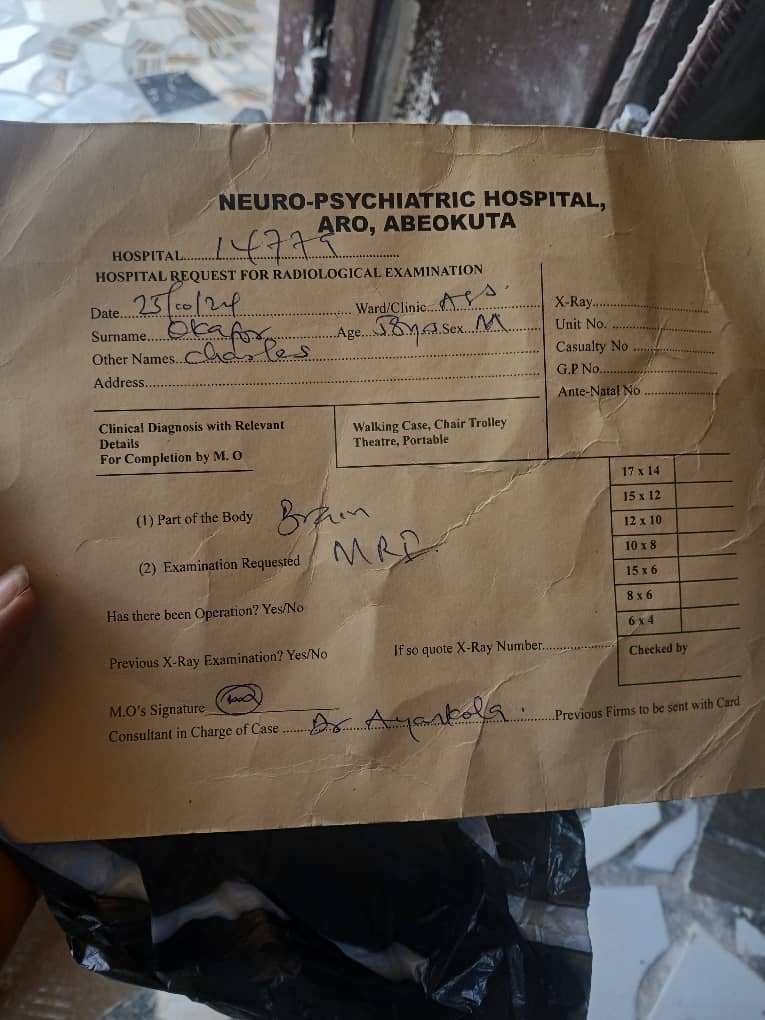 NEURO-PSYCHIATRIC HOSPITAL,
ARO, ABEOKUTA
HOSPITAL 14779
HOSPITAL REQUEST FOR RADIOLOGICAL EXAMINATION
Date 25/10/24 Ward/Clinic
Surname Okafor Age 58yrs Sex M
Other Names Charles
Address
X-Ray
Unit No.
Casualty No
G.P No
Ante-Natal No
Clinical Diagnosis with Relevant
Details
For Completion by M. O
Walking Case, Chair Trolley
Theatre, Portable
17 x 14
15 x 12
12 x 10
10 x 8
15 x 6
8 x 6
6 x 4
Checked by
(1) Part of the Body Brain
(2) Examination Requested MRI
Has there been Operation? Yes/No
Previous X-Ray Examination? Yes/No If so quote X-Ray Number
M.O's Signature
Consultant in Charge of Case Dr Ayankola Previous Firms to be sent with Card